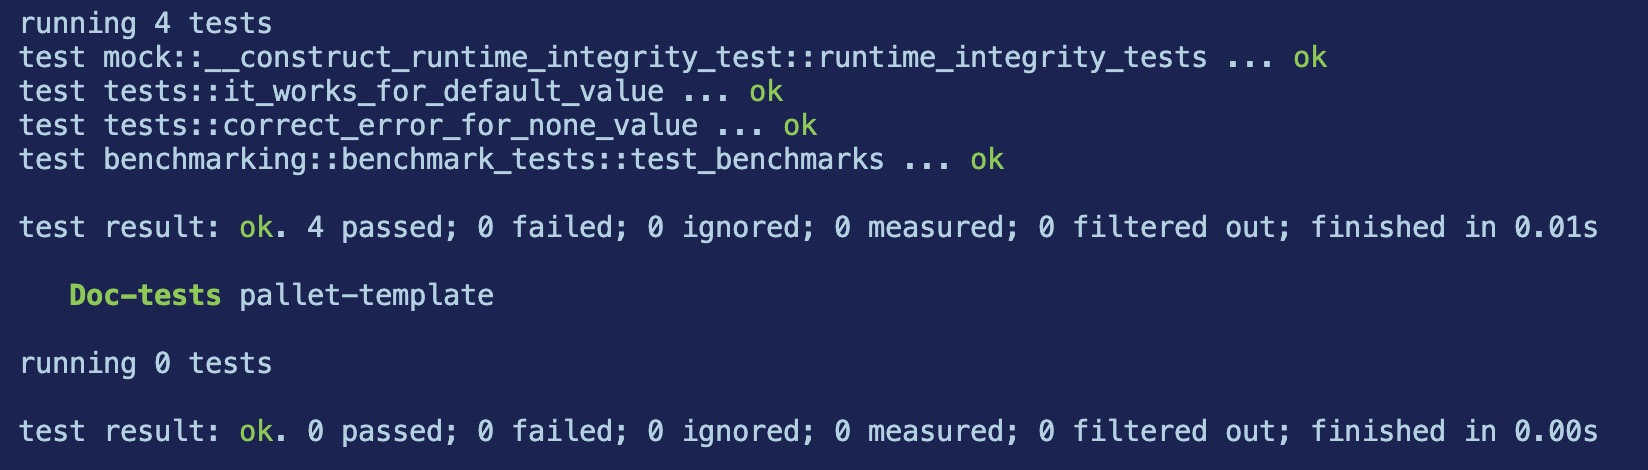 running 4 tests
test mock::__construct_runtime_integrity_test::runtime_integrity_tests ... ok
test tests::it_works_for_default_value ... ok
test tests::correct_error_for_none_value ... ok
test benchmarking::benchmark_tests::test_benchmarks ... ok
test result: ok. 4 passed; 0 failed; 0 ignored; 0 measured; 0 filtered out; finished in 0.01s
Doc-tests pallet-template
running 0 tests
test result: ok. 0 passed; 0 failed; 0 ignored; 0 measured; 0 filtered out; finished in 0.00s